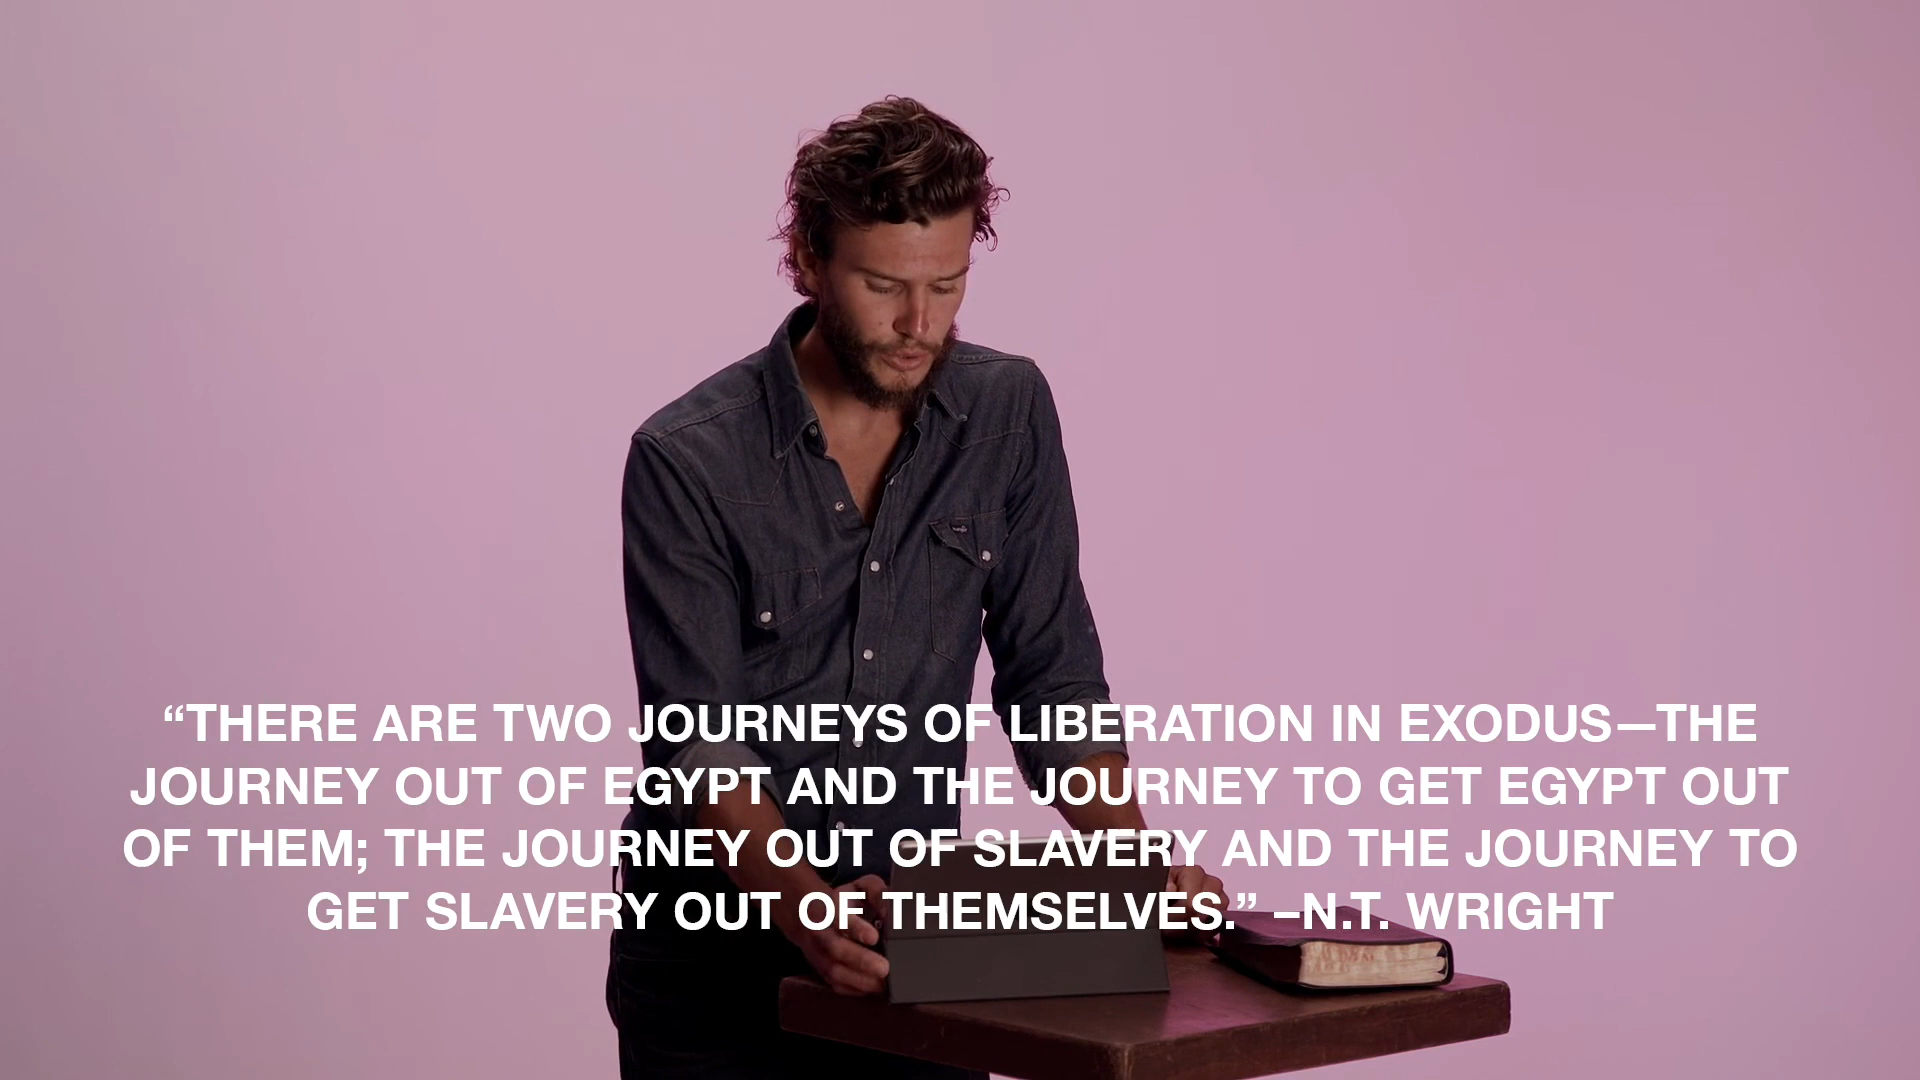 “THERE ARE TWO JOURNEYS OF LIBERATION IN EXODUS—THE
JOURNEY OUT OF EGYPT AND THE JOURNEY TO GET EGYPT OUT
OF THEM; THE JOURNEY OUT OF SLAVERY AND THE JOURNEY TO
GET SLAVERY OUT OF THEMSELVES.” –N.T. WRIGHT